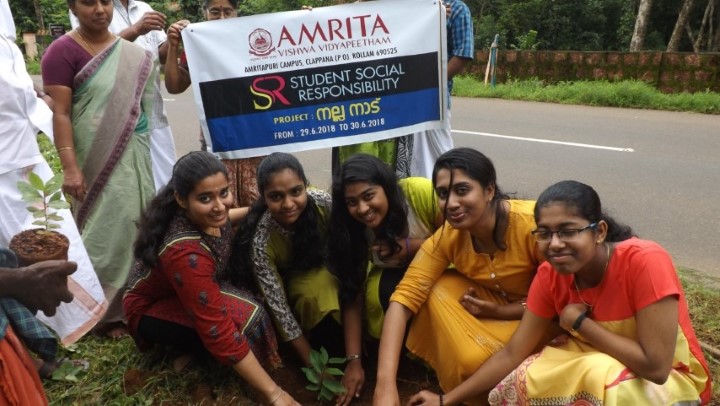 AMRITA
VISHWA VIDYAPEETHAM
AMRITAPURI CAMPUS, CLAPPANA (P.O), KOLLAM 690525
SR STUDENT SOCIAL
RESPONSIBILITY
PROJECT : നല്ല നാട്
FROM : 29.6.2018 TO 30.6.2018